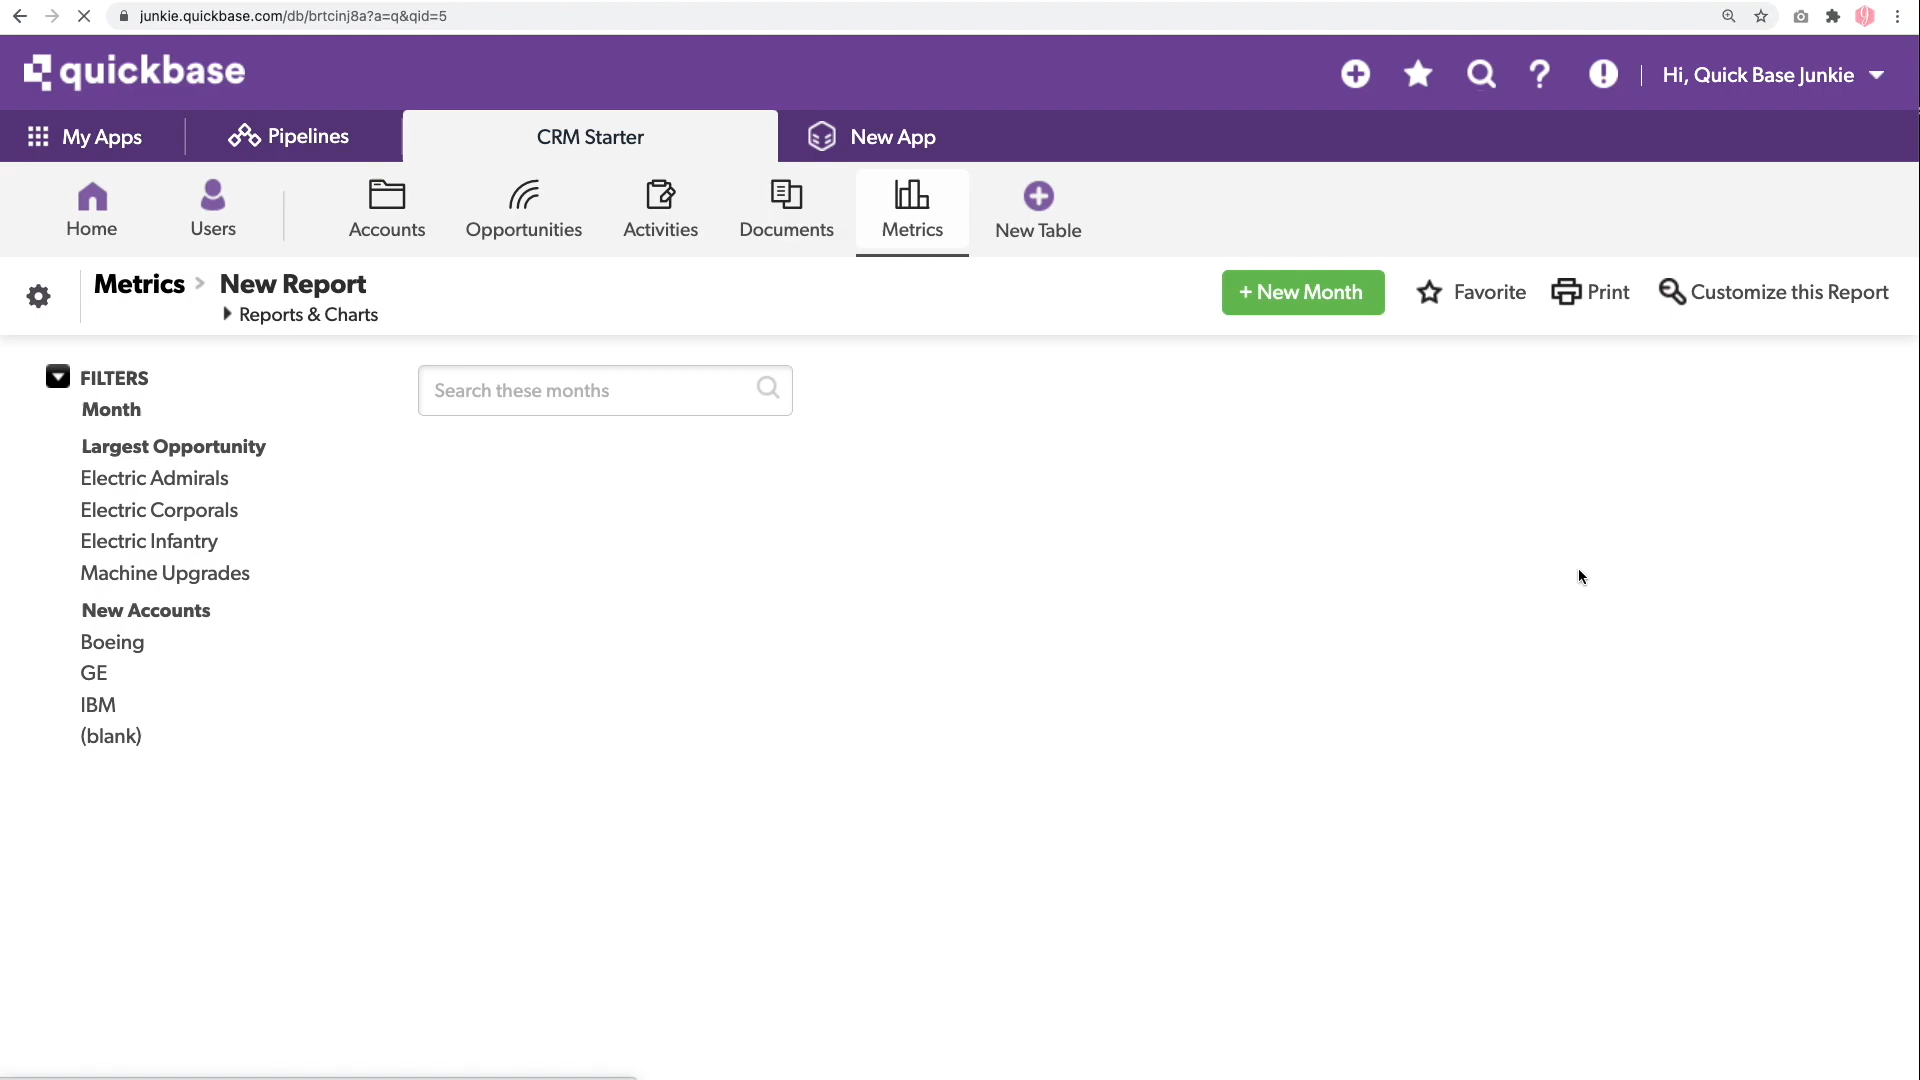 junkie.quickbase.com/db/brtcinj8a?a=q&qid=5
quickbase
Hi, Quick Base Junkie
My Apps
Pipelines
CRM Starter
New App
Home
Users
Accounts
Opportunities
Activities
Documents
Metrics
New Table
Metrics > New Report
Reports & Charts
+ New Month
Favorite
Print
Customize this Report
FILTERS
Month
Largest Opportunity
Electric Admirals
Electric Corporals
Electric Infantry
Machine Upgrades
New Accounts
Boeing
GE
IBM
(blank)
Search these months